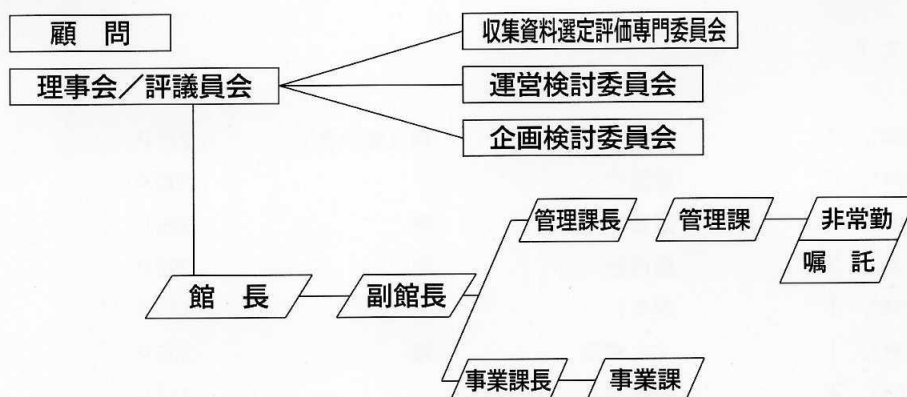 顧問
収集資料選定評価専門委員会
理事会／評議員会
運営検討委員会
企画検討委員会
管理課長
管理課
非常勤
嘱託
館長
副館長
事業課長
事業課